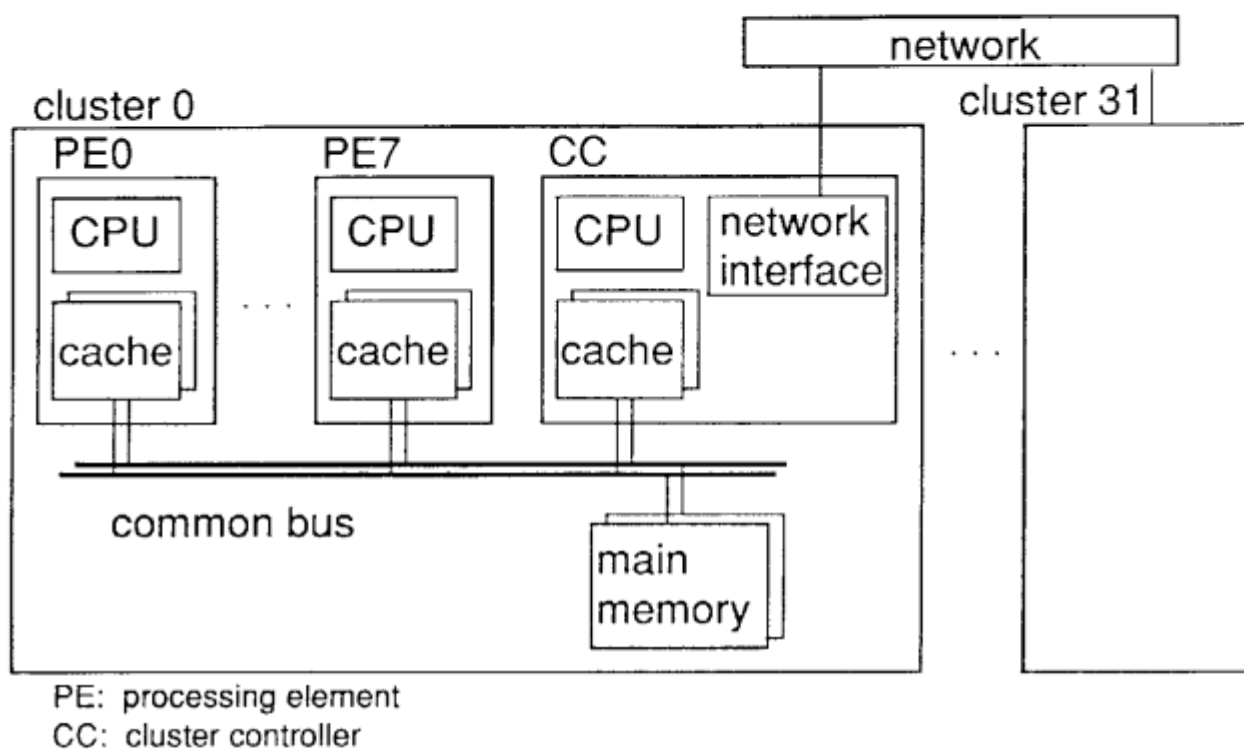 network
cluster 0
cluster 31
PE0
PE7
CC
CPU
CPU
CPU
network
interface
. . .
cache
cache
cache
. . .
common bus
main
memory
PE: processing element
CC: cluster controller